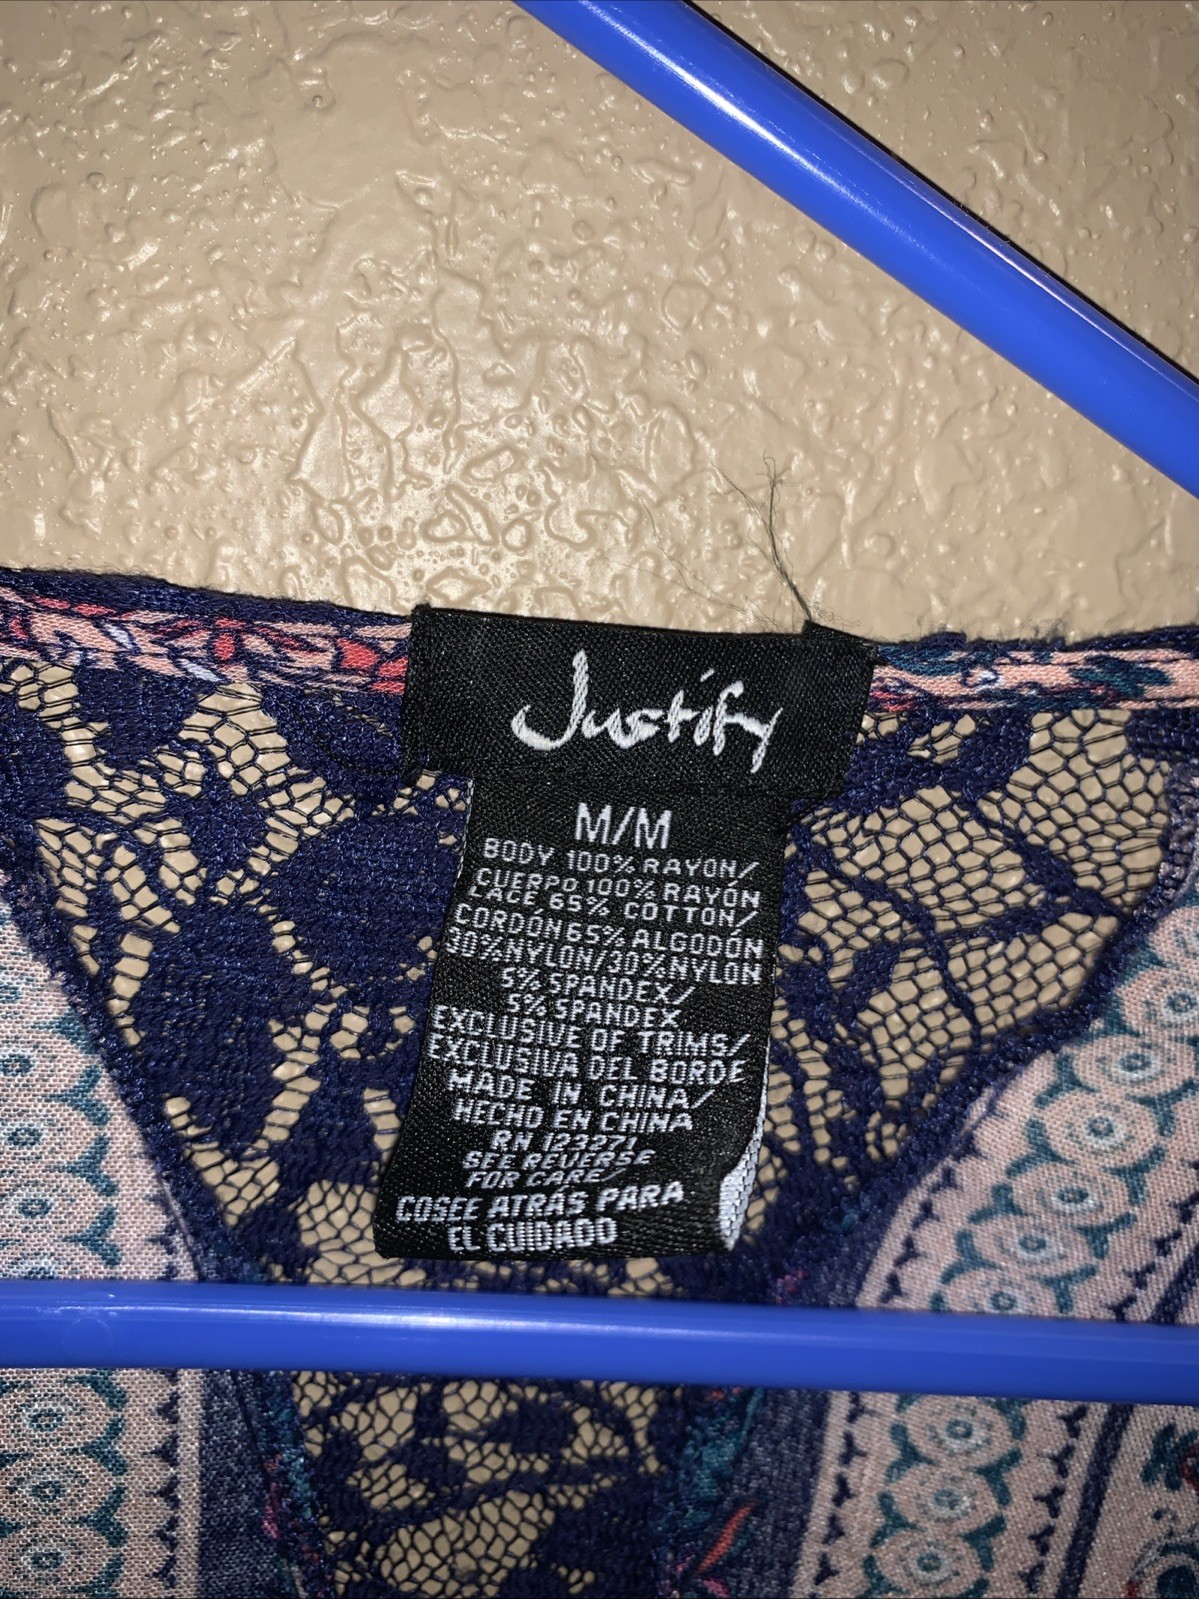 Justify
M/M
BODY 100% RAYON/
CUERPO 100% RAYÓN
LACE 65% COTTON/
CORDÓN 65% ALGODÓN
30% NYLON/30% NYLON
5% SPANDEX/
5% SPANDEX
EXCLUSIVE OF TRIMS/
EXCLUSIVA DEL BORDE
MADE IN CHINA/
HECHO EN CHINA
RN 123271
SEE REVERSE
FOR CARE/
COSEE ATRÁS PARA
EL CUIDADO